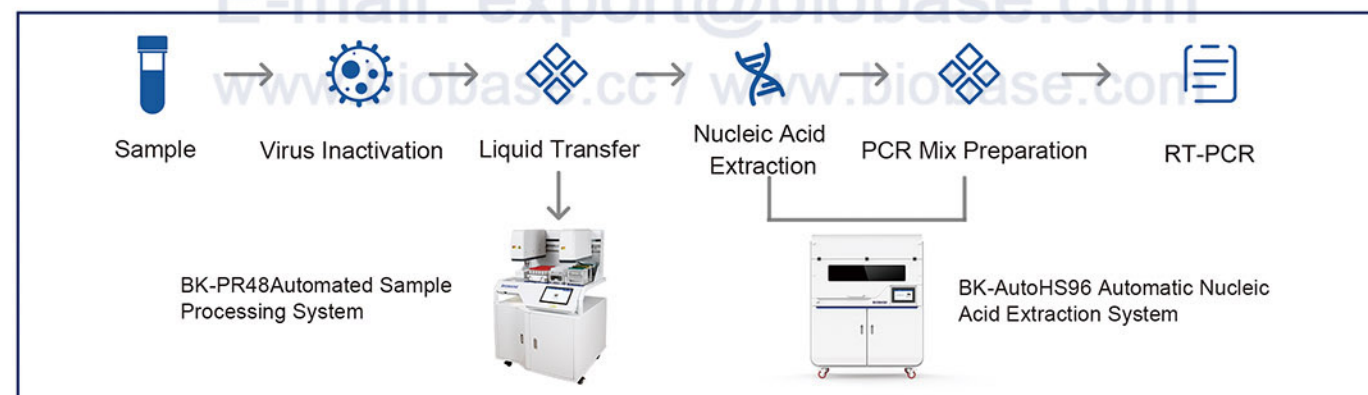 E-mail: export@biobase.com
www.biobase.cc / www.biobase.com
Sample
Virus Inactivation
Liquid Transfer
Nucleic Acid
Extraction
PCR Mix Preparation
RT-PCR
BK-PR48Automated Sample
Processing System
BK-AutoHS96 Automatic Nucleic
Acid Extraction System